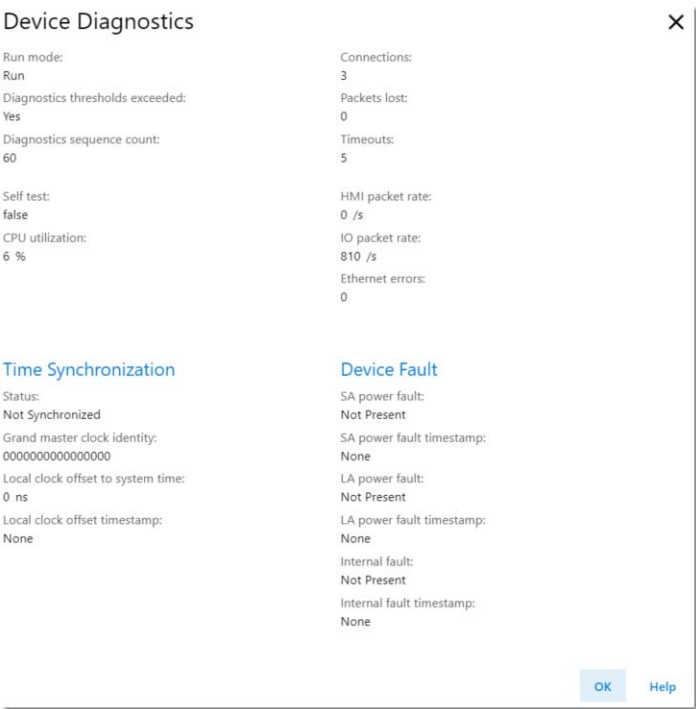 Device Diagnostics
Run mode:
Run
Diagnostics thresholds exceeded:
Yes
Diagnostics sequence count:
60
Self test:
false
CPU utilization:
6 %
Connections:
3
Packets lost:
0
Timeouts:
5
HMI packet rate:
0 /s
IO packet rate:
810 /s
Ethernet errors:
0
Time Synchronization
Status:
Not Synchronized
Grand master clock identity:
0000000000000000
Local clock offset to system time:
0 ns
Local clock offset timestamp:
None
Device Fault
SA power fault:
Not Present
SA power fault timestamp:
None
LA power fault:
Not Present
LA power fault timestamp:
None
Internal fault:
Not Present
Internal fault timestamp:
None
OK
Help